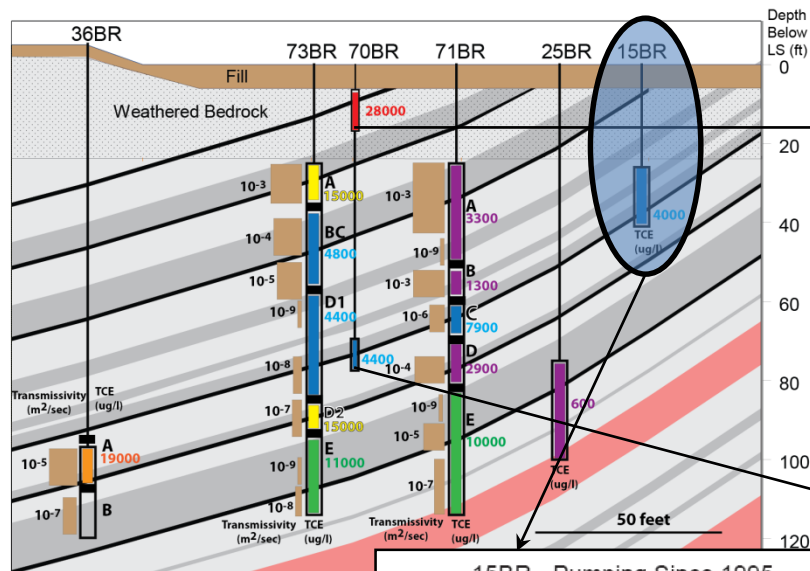 Depth
Below
LS (ft)
36BR
73BR 70BR 71BR 25BR 15BR
0
Fill
Weathered Bedrock
28000
20
10-3
A
15000
10-3
A
3300
4000
TCE
(ug/l)
40
10-4
BC
4800
10-9
10-5
10-3
B
1300
10-9
D1
4400
10-6
C
7900
60
10-8
4400
10-4
D
2900
80
Transmissivity
(m²/sec)
TCE
(ug/l)
10-7
D2
15000
10-9
600
10-5
E
10000
A
19000
10-5
10-9
E
11000
TCE
(ug/l)
100
10-7
B
10-8
10-7
50 feet
Transmissivity
(m²/sec)
TCE
(ug/l)
Transmissivity
(m²/sec)
TCE
(ug/l)
120
15BR - Pumping Since 1995